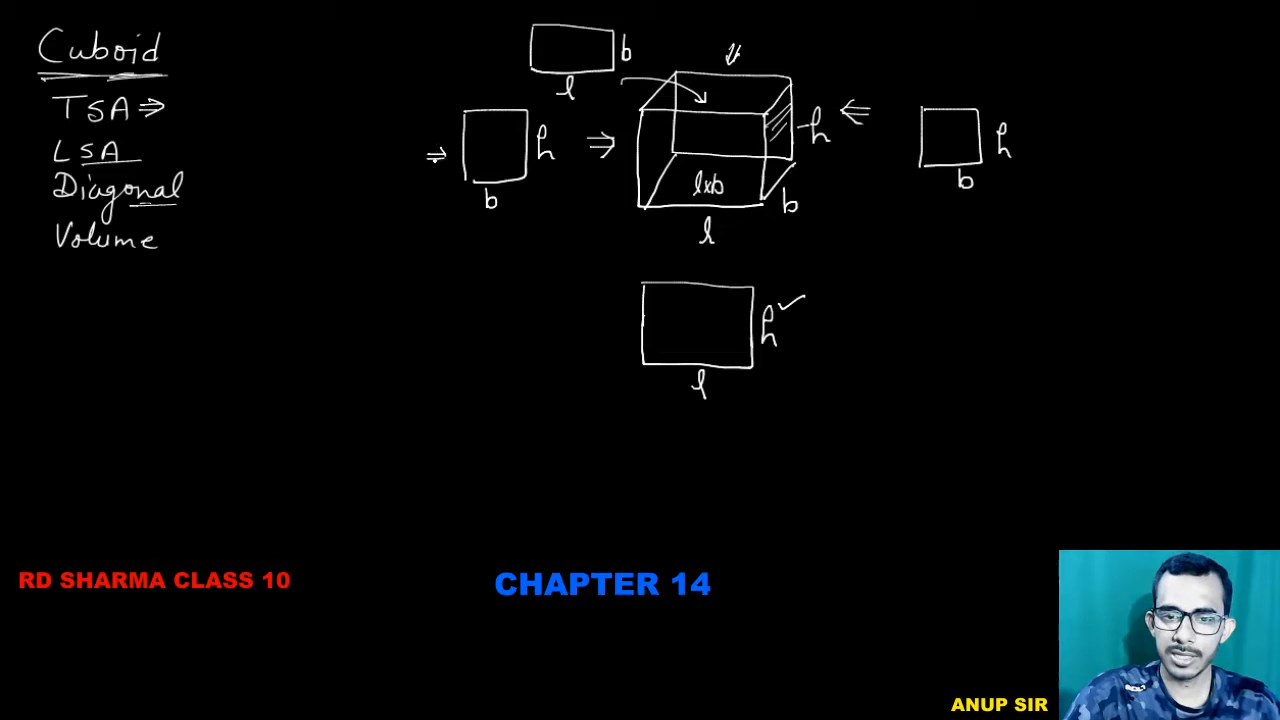 Cuboid
TSA ⇒
LSA
Diagonal
Volume
b
l
⇒
h
b
⇒
h
⇐
l×b
b
l
h
b
h ✓
l
RD SHARMA CLASS 10
CHAPTER 14
ANUP SIR